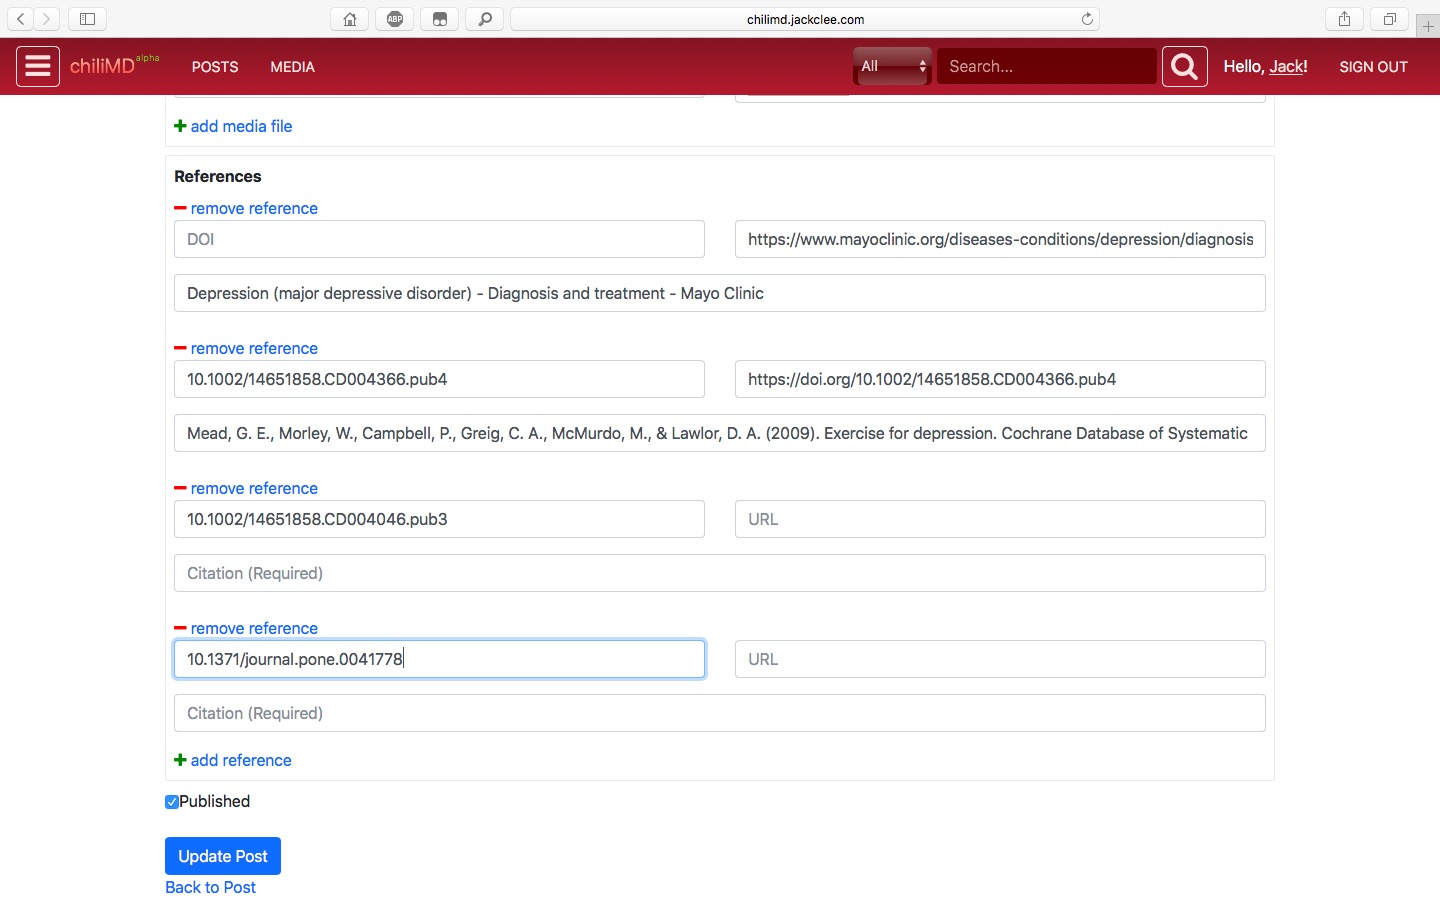 chilimd.jackclee.com
ABP
chiliMD alpha POSTS MEDIA All Search... Hello, Jack! SIGN OUT
add media file
References
remove reference
DOI https://www.mayoclinic.org/diseases-conditions/depression/diagnosis
Depression (major depressive disorder) - Diagnosis and treatment - Mayo Clinic
remove reference
10.1002/14651858.CD004366.pub4 https://doi.org/10.1002/14651858.CD004366.pub4
Mead, G. E., Morley, W., Campbell, P., Greig, C. A., McMurdo, M., & Lawlor, D. A. (2009). Exercise for depression. Cochrane Database of Systematic
remove reference
10.1002/14651858.CD004046.pub3 URL
Citation (Required)
remove reference
10.1371/journal.pone.0041778 URL
Citation (Required)
add reference
Published
Update Post
Back to Post